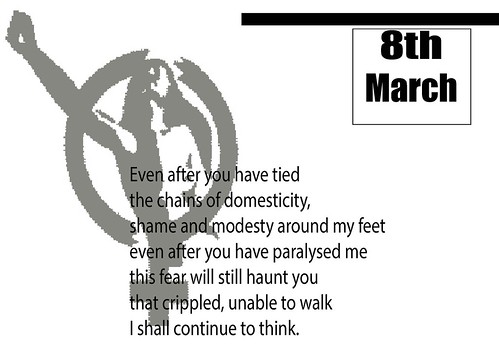 8th
March
Even after you have tied
the chains of domesticity,
shame and modesty around my feet
even after you have paralysed me
this fear will still haunt you
that crippled, unable to walk
I shall continue to think.